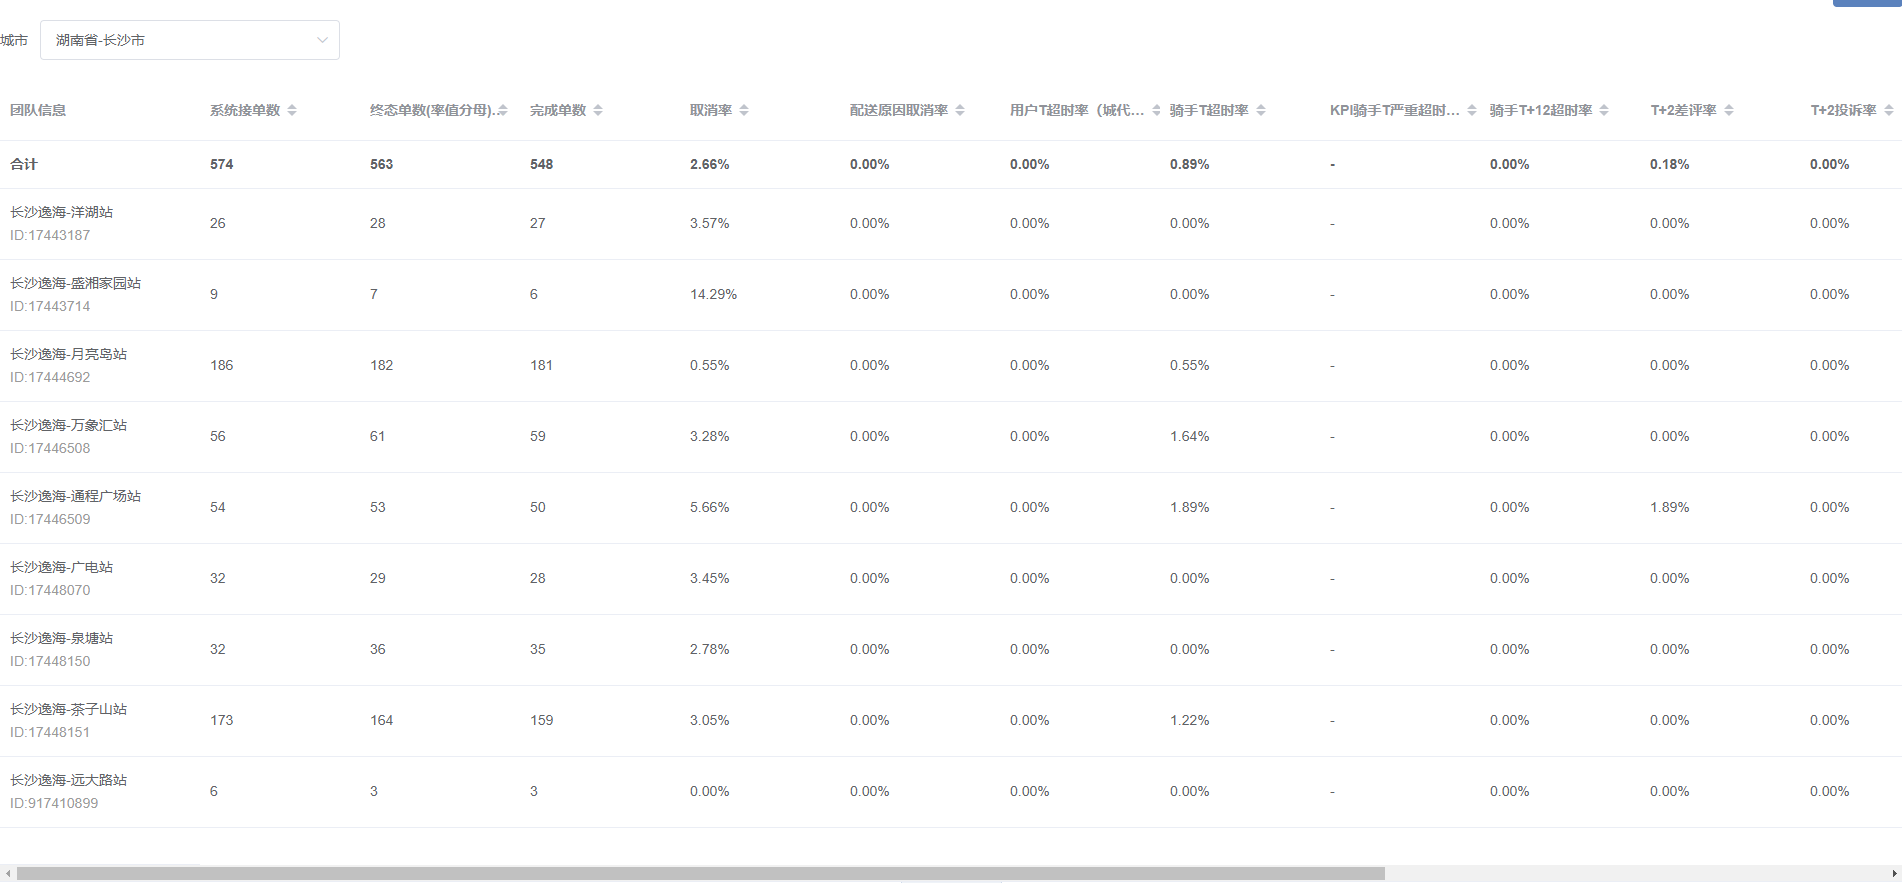 城市 湖南省-长沙市
团队信息 系统接单数 终态单数(率值分母)... 完成单数 取消率 配送原因取消率 用户T超时率（城代... 骑手T超时率 KPI骑手T严重超时... 骑手T+12超时率 T+2差评率 T+2投诉率
合计 574 563 548 2.66% 0.00% 0.00% 0.89% - 0.00% 0.18% 0.00%
长沙逸海-洋湖站
ID:17443187
26 28 27 3.57% 0.00% 0.00% 0.00% - 0.00% 0.00% 0.00%
长沙逸海-盛湘家园站
ID:17443714
9 7 6 14.29% 0.00% 0.00% 0.00% - 0.00% 0.00% 0.00%
长沙逸海-月亮岛站
ID:17444692
186 182 181 0.55% 0.00% 0.00% 0.55% - 0.00% 0.00% 0.00%
长沙逸海-万象汇站
ID:17446508
56 61 59 3.28% 0.00% 0.00% 1.64% - 0.00% 0.00% 0.00%
长沙逸海-通程广场站
ID:17446509
54 53 50 5.66% 0.00% 0.00% 1.89% - 0.00% 1.89% 0.00%
长沙逸海-广电站
ID:17448070
32 29 28 3.45% 0.00% 0.00% 0.00% - 0.00% 0.00% 0.00%
长沙逸海-泉塘站
ID:17448150
32 36 35 2.78% 0.00% 0.00% 0.00% - 0.00% 0.00% 0.00%
长沙逸海-茶子山站
ID:17448151
173 164 159 3.05% 0.00% 0.00% 1.22% - 0.00% 0.00% 0.00%
长沙逸海-远大路站
ID:917410899
6 3 3 0.00% 0.00% 0.00% 0.00% - 0.00% 0.00% 0.00%